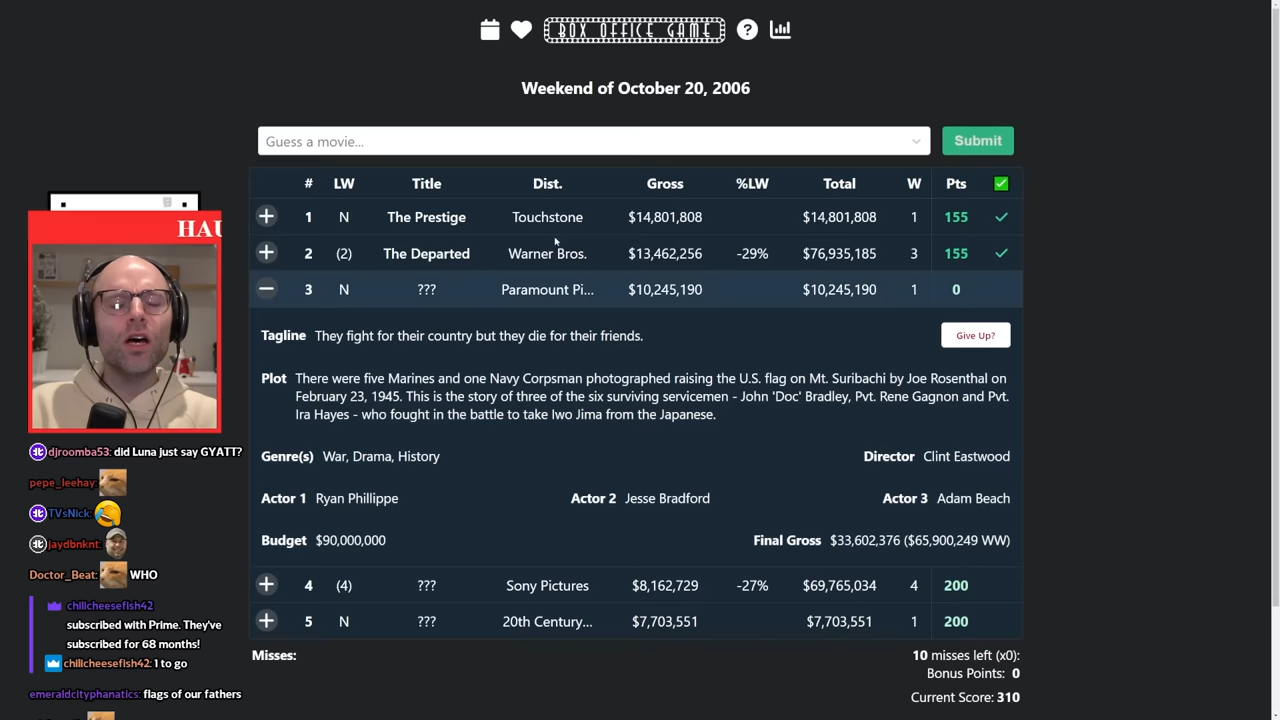 BOX OFFICE GAME
Weekend of October 20, 2006
Guess a movie...
Submit
# LW Title Dist. Gross %LW Total W Pts
1 N The Prestige Touchstone $14,801,808 $14,801,808 1 155
2 (2) The Departed Warner Bros. $13,462,256 -29% $76,935,185 3 155
3 N ??? Paramount Pi... $10,245,190 $10,245,190 1 0
Tagline They fight for their country but they die for their friends.
Give Up?
Plot There were five Marines and one Navy Corpsman photographed raising the U.S. flag on Mt. Suribachi by Joe Rosenthal on
February 23, 1945. This is the story of three of the six surviving servicemen - John 'Doc' Bradley, Pvt. Rene Gagnon and Pvt.
Ira Hayes - who fought in the battle to take Iwo Jima from the Japanese.
Genre(s) War, Drama, History
Director Clint Eastwood
Actor 1 Ryan Phillippe
Actor 2 Jesse Bradford
Actor 3 Adam Beach
Budget $90,000,000
Final Gross $33,602,376 ($65,900,249 WW)
4 (4) ??? Sony Pictures $8,162,729 -27% $69,765,034 4 200
5 N ??? 20th Century... $7,703,551 $7,703,551 1 200
Misses:
10 misses left (x0):
Bonus Points: 0
Current Score: 310
HAU
djroomba53: did Luna just say GYATT?
pepe_leehay:
TVsNick:
jaydbnknt:
Doctor_Beat: WHO
chillcheesefish42
subscribed with Prime. They've
subscribed for 68 months!
chillcheesefish42: 1 to go
emeraldcityphanatics: flags of our fathers